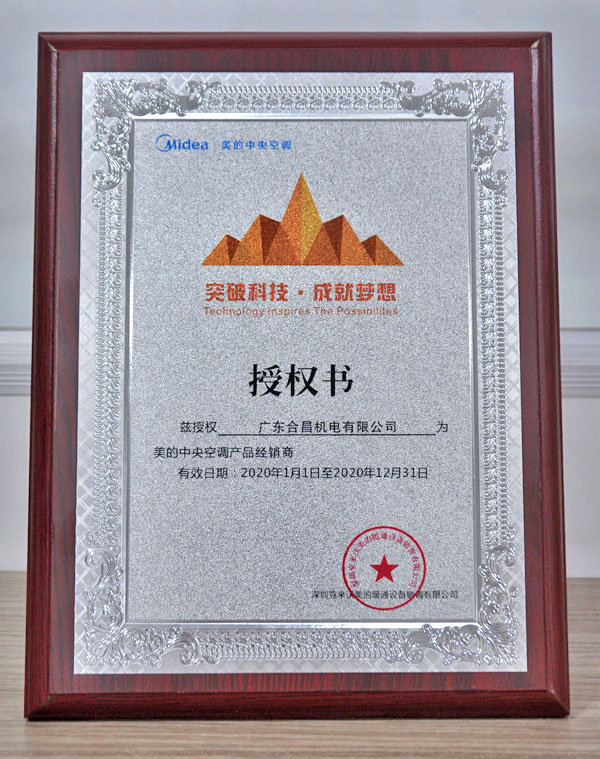 Midea 美的中央空调
突破科技·成就梦想
Technology Inspires The Possibilites
授权书
兹授权 广东合昌机电有限公司 为
美的中央空调产品经销商
有效日期：2020年1月1日至2020年12月31日